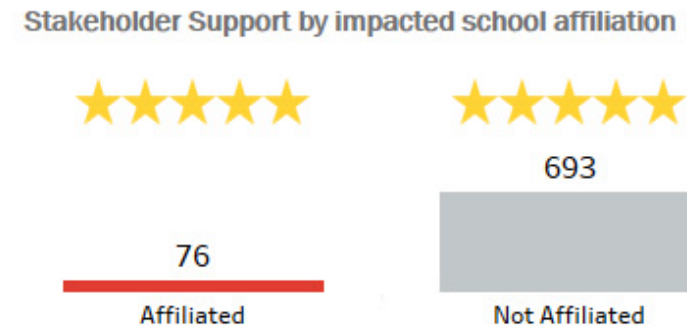 Stakeholder Support by impacted school affiliation
693
76
Affiliated
Not Affiliated